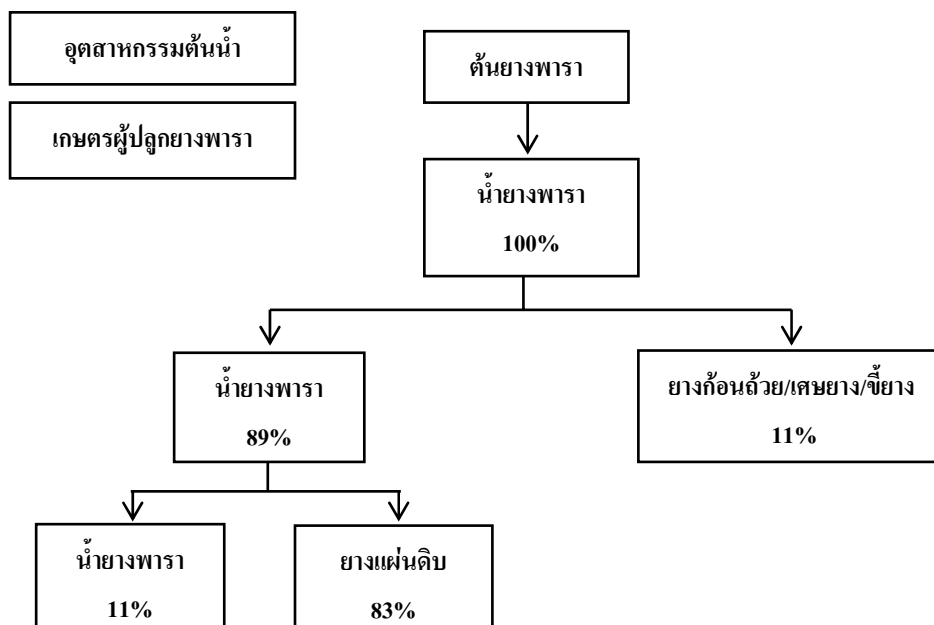 อุตสาหกรรมต้นน้ำ
ต้นยางพารา
เกษตรผู้ปลูกยางพารา
น้ำยางพารา
100%
น้ำยางพารา
89%
ยางก้อนถ้วย/เศษยาง/ขี้ยาง
11%
น้ำยางพารา
11%
ยางแผ่นดิบ
83%